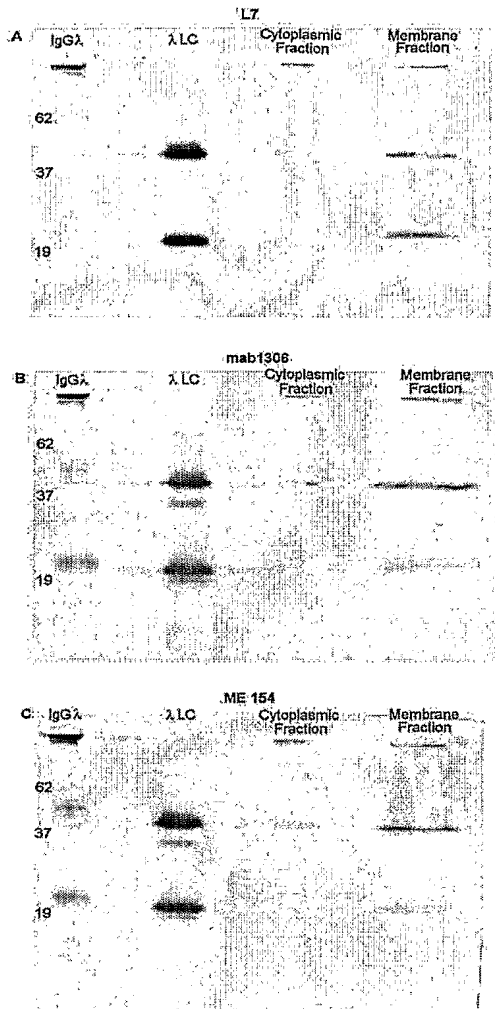 L7
A IgGλ λ LC Cytoplasmic Fraction Membrane Fraction
62
37
19
mab1306
B IgGλ λ LC Cytoplasmic Fraction Membrane Fraction
62
37
19
ME 154
C IgGλ λ LC Cytoplasmic Fraction Membrane Fraction
62
37
19